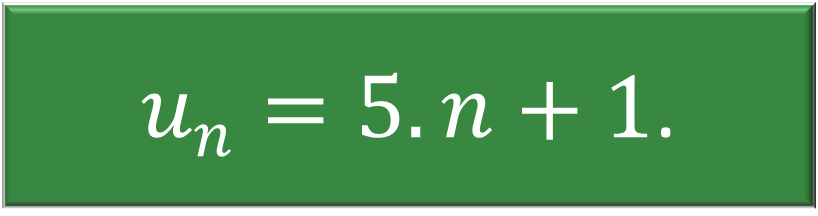 uₙ = 5. n + 1.